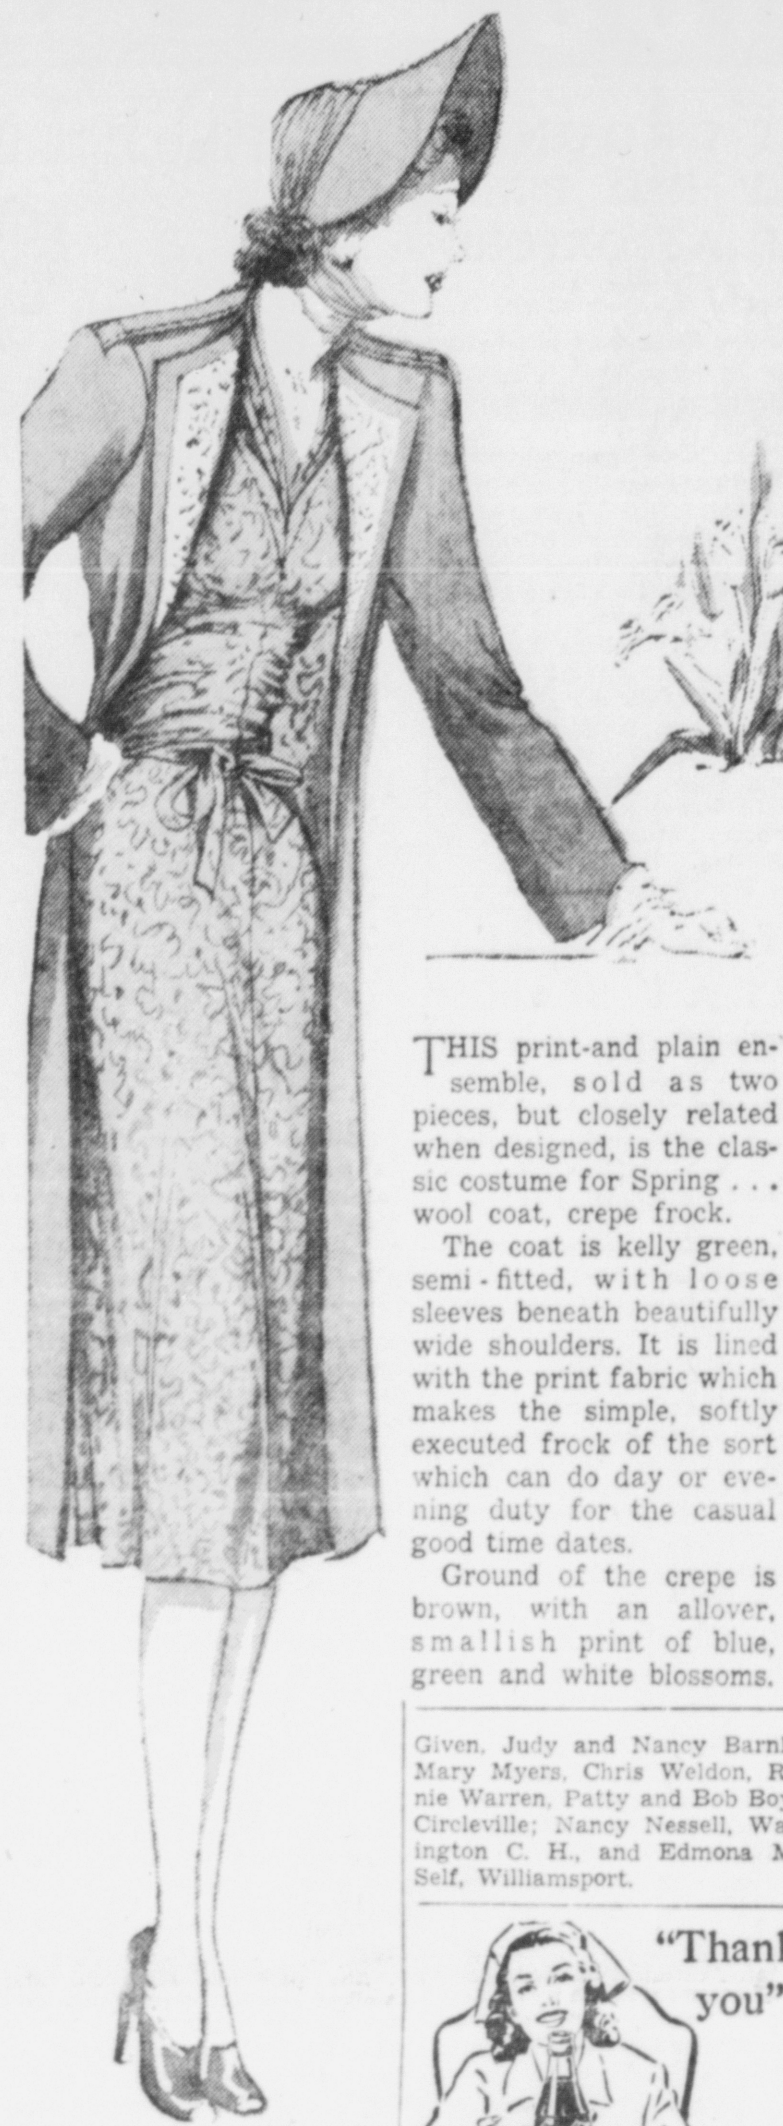 THIS print-and plain en-
semble, sold as two
pieces, but closely related
when designed, is the clas-
sic costume for Spring . . .
wool coat, crepe frock.
The coat is kelly green,
semi-fitted, with loose
sleeves beneath beautifully
wide shoulders. It is lined
with the print fabric which
makes the simple, softly
executed frock of the sort
which can do day or eve-
ning duty for the casual
good time dates.
Ground of the crepe is
brown, with an allover,
smallish print of blue,
green and white blossoms.
Given, Judy and Nancy
Mary Myers, Chris Weldon,
nie Warren, Patty and Bob
Circleville; Nancy Nessell,
ington C. H., and Edmona
Self, Williamsport.
"Thank
you"